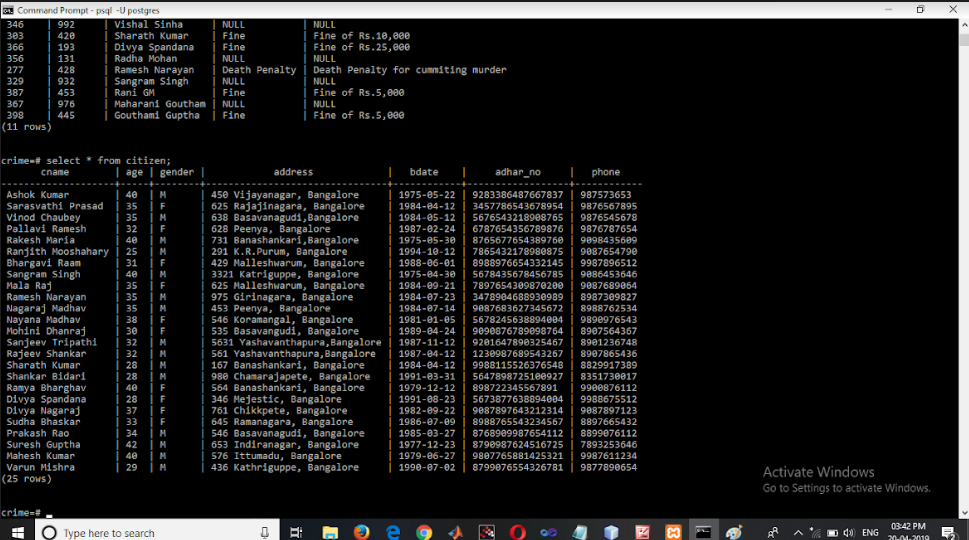 Command Prompt - psql -U postgres
346 | 992 | Vishal Sinha | NULL | NULL
303 | 420 | Sharath Kumar | Fine | Fine of Rs.10,000
366 | 193 | Divya Spandana | Fine | Fine of Rs.25,000
356 | 131 | Radha Mohan | NULL | NULL
277 | 428 | Ramesh Narayan | Death Penalty | Death Penalty for cummiting murder
329 | 932 | Sangram Singh | NULL | NULL
387 | 453 | Rani GM | Fine | Fine of Rs.5,000
367 | 976 | Maharani Goutham | NULL | NULL
398 | 445 | Gouthami Guptha | Fine | Fine of Rs.5,000
(11 rows)
crime=# select * from citizen;
cname | age | gender | address | bdate | adhar_no | phone
Ashok Kumar | 40 | M | 450 Vijayanagar, Bangalore | 1975-05-22 | 9283386487667837 | 987573653
Sarasvathi Prasad | 35 | F | 625 Rajajinagara, Bangalore | 1984-04-12 | 3457786543678954 | 9876567895
Vinod Chaubey | 35 | M | 638 Basavanagudi,Bangalore | 1984-05-12 | 5676543218908765 | 9876545678
Pallavi Ramesh | 32 | F | 628 Peenya, Bangalore | 1987-02-24 | 6787654356789876 | 9876787654
Rakesh Maria | 40 | M | 731 Banashankari,Bangalore | 1975-05-30 | 8765677654389760 | 9098435609
Ranjith Mooshahary | 25 | M | 291 K.R.Purum, Bangalore | 1994-10-12 | 7865432178980875 | 9087654790
Bhargavi Raam | 31 | F | 429 Malleshwarum, Bangalore | 1988-06-01 | 8988976654332145 | 9987896512
Sangram Singh | 40 | M | 3321 Katriguppe, Bangalore | 1975-04-30 | 5678435678456785 | 9086453646
Mala Raj | 35 | F | 625 Malleshwarum, Bangalore | 1984-09-21 | 7897654309870200 | 9087689064
Ramesh Narayan | 35 | M | 975 Girinagara, Bangalore | 1984-07-23 | 3478904688930989 | 8987309827
Nagaraj Madhav | 35 | M | 453 Peenya, Bangalore | 1984-07-14 | 9087683627345672 | 8988762534
Nayana Madhav | 38 | F | 546 Koramangal, Bangalore | 1981-01-05 | 5678245638894004 | 9890976543
Mohini Dhanraj | 30 | F | 535 Basavangudi, Bangalore | 1989-04-24 | 9090876789098764 | 8907564367
Sanjeev Tripathi | 32 | M | 5631 Yashavanthapura,Bangalore | 1987-11-12 | 9201647890325467 | 8901236748
Rajeev Shankar | 32 | M | 561 Yashavanthapura, Bangalore | 1987-04-12 | 1230987689543267 | 8907865436
Sharath Kumar | 28 | M | 167 Banashankari, Bangalore | 1984-04-12 | 9988115526376548 | 8829917389
Shankar Bidari | 28 | M | 980 Chamarajapete, Bangalore | 1991-03-31 | 5647898725100927 | 8351730017
Ramya Bharghav | 40 | F | 564 Banashankari, Bangalore | 1979-12-12 | 898722345567891 | 9900876112
Divya Spandana | 28 | F | 346 Mejestic, Bangalore | 1991-08-23 | 5673877638894004 | 9988675512
Divya Nagaraj | 37 | F | 761 Chikkpete, Bangalore | 1982-09-22 | 9087897643212314 | 9087897123
Sudha Bhaskar | 33 | F | 645 Ramanagara, Bangalore | 1986-07-09 | 8988765543234567 | 8897665432
Prakash Rao | 34 | M | 546 Basavanagudi, Bangalore | 1985-03-27 | 8768909987654112 | 8899076112
Suresh Guptha | 42 | M | 653 Indiranagar, Bangalore | 1977-12-23 | 8790987624516725 | 7893253646
Mahesh Kumar | 40 | M | 576 Ittumadu, Bangalore | 1979-06-27 | 9807765881425321 | 9987611234
Varun Mishra | 29 | M | 436 Kathriguppe, Bangalore | 1990-07-02 | 8799076554326781 | 9877890654
(25 rows)
crime=#
Activate Windows
Go to Settings to activate Windows.
Type here to search
ENG
03:42 PM
20-04-2019
2